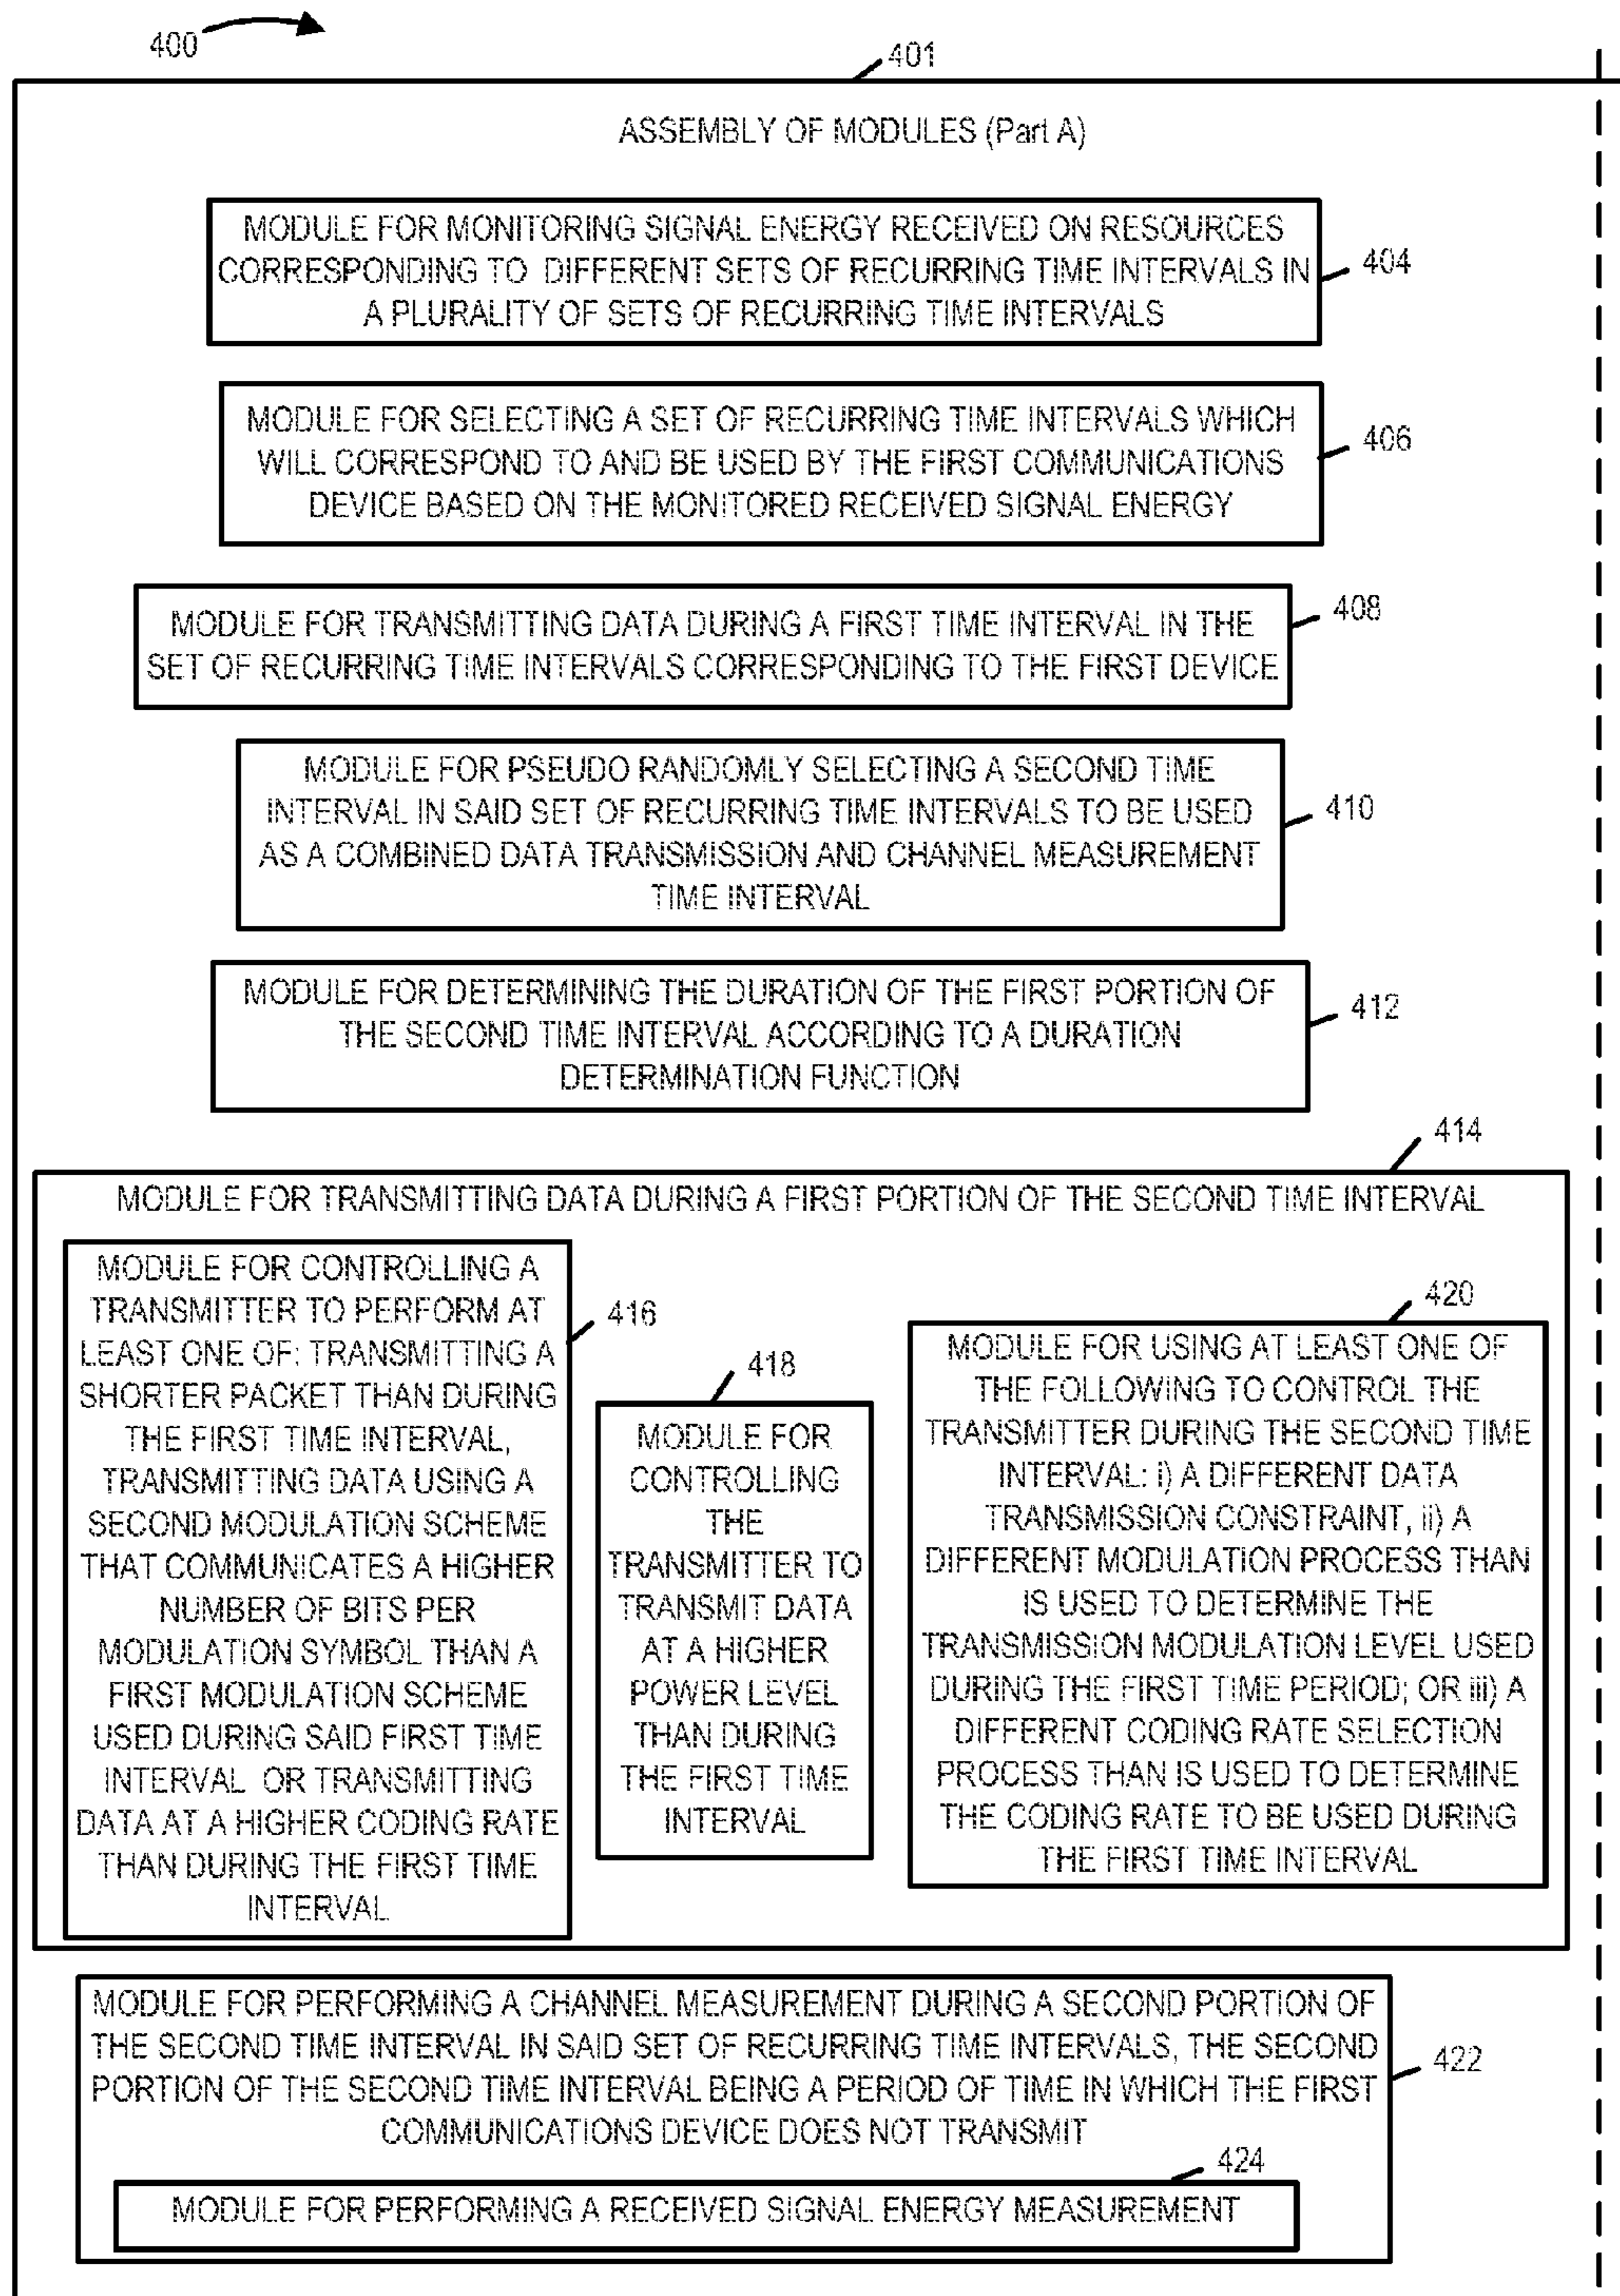 400
401
ASSEMBLY OF MODULES (Part A)
MODULE FOR MONITORING SIGNAL ENERGY RECEIVED ON RESOURCES
CORRESPONDING TO DIFFERENT SETS OF RECURRING TIME INTERVALS IN
A PLURALITY OF SETS OF RECURRING TIME INTERVALS
404
MODULE FOR SELECTING A SET OF RECURRING TIME INTERVALS WHICH
WILL CORRESPOND TO AND BE USED BY THE FIRST COMMUNICATIONS
DEVICE BASED ON THE MONITORED RECEIVED SIGNAL ENERGY
406
MODULE FOR TRANSMITTING DATA DURING A FIRST TIME INTERVAL IN THE
SET OF RECURRING TIME INTERVALS CORRESPONDING TO THE FIRST DEVICE
408
MODULE FOR PSEUDO RANDOMLY SELECTING A SECOND TIME
INTERVAL IN SAID SET OF RECURRING TIME INTERVALS TO BE USED
AS A COMBINED DATA TRANSMISSION AND CHANNEL MEASUREMENT
TIME INTERVAL
410
MODULE FOR DETERMINING THE DURATION OF THE FIRST PORTION OF
THE SECOND TIME INTERVAL ACCORDING TO A DURATION
DETERMINATION FUNCTION
412
414
MODULE FOR TRANSMITTING DATA DURING A FIRST PORTION OF THE SECOND TIME INTERVAL
MODULE FOR CONTROLLING A
TRANSMITTER TO PERFORM AT
LEAST ONE OF: TRANSMITTING A
SHORTER PACKET THAN DURING
THE FIRST TIME INTERVAL,
TRANSMITTING DATA USING A
SECOND MODULATION SCHEME
THAT COMMUNICATES A HIGHER
NUMBER OF BITS PER
MODULATION SYMBOL THAN A
FIRST MODULATION SCHEME
USED DURING SAID FIRST TIME
INTERVAL OR TRANSMITTING
DATA AT A HIGHER CODING RATE
THAN DURING THE FIRST TIME
INTERVAL
416
418
MODULE FOR
CONTROLLING
THE
TRANSMITTER TO
TRANSMIT DATA
AT A HIGHER
POWER LEVEL
THAN DURING
THE FIRST TIME
INTERVAL
420
MODULE FOR USING AT LEAST ONE OF
THE FOLLOWING TO CONTROL THE
TRANSMITTER DURING THE SECOND TIME
INTERVAL: i) A DIFFERENT DATA
TRANSMISSION CONSTRAINT, ii) A
DIFFERENT MODULATION PROCESS THAN
IS USED TO DETERMINE THE
TRANSMISSION MODULATION LEVEL USED
DURING THE FIRST TIME PERIOD; OR iii) A
DIFFERENT CODING RATE SELECTION
PROCESS THAN IS USED TO DETERMINE
THE CODING RATE TO BE USED DURING
THE FIRST TIME INTERVAL
MODULE FOR PERFORMING A CHANNEL MEASUREMENT DURING A SECOND PORTION OF
THE SECOND TIME INTERVAL IN SAID SET OF RECURRING TIME INTERVALS, THE SECOND
PORTION OF THE SECOND TIME INTERVAL BEING A PERIOD OF TIME IN WHICH THE FIRST
COMMUNICATIONS DEVICE DOES NOT TRANSMIT
422
424
MODULE FOR PERFORMING A RECEIVED SIGNAL ENERGY MEASUREMENT